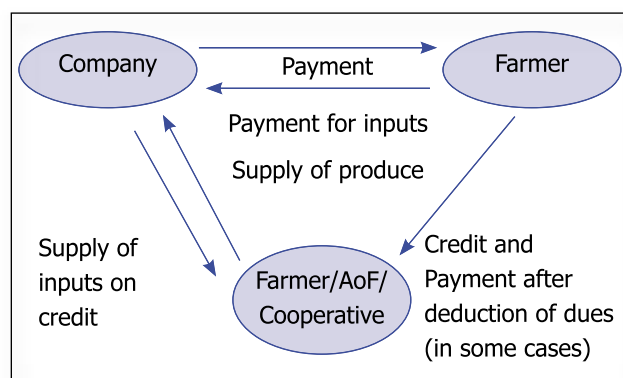 Company
Payment
Farmer
Payment for inputs
Supply of produce
Supply of
inputs on
credit
Farmer/AoF/
Cooperative
Credit and
Payment after
deduction of dues
(in some cases)